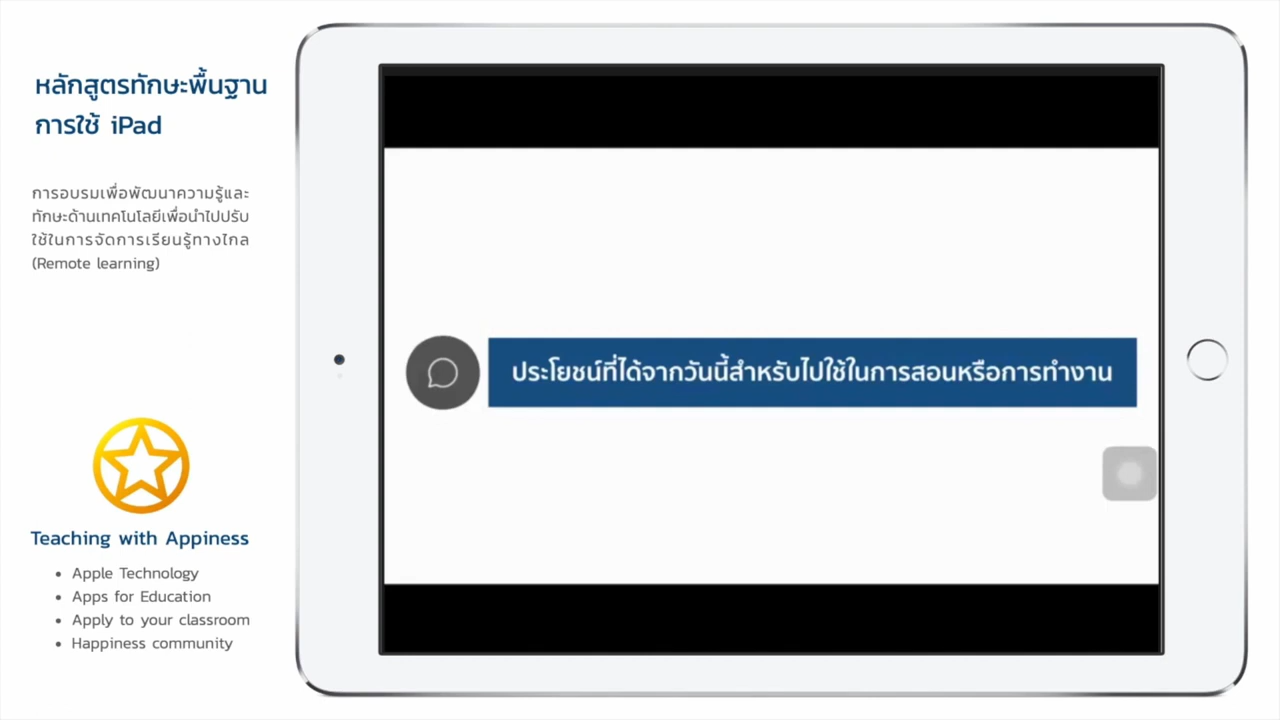 หลักสูตรทักษะพื้นฐาน
การใช้ iPad
การอบรมเพื่อพัฒนาความรู้และ
ทักษะด้านเทคโนโลยีเพื่อนำไปปรับ
ใช้ในการจัดการเรียนรู้ทางไกล
(Remote learning)
Teaching with Appiness
• Apple Technology
• Apps for Education
• Apply to your classroom
• Happiness community
ประโยชน์ที่ได้จากวันนี้สำหรับไปใช้ในการสอนหรือการทำงาน